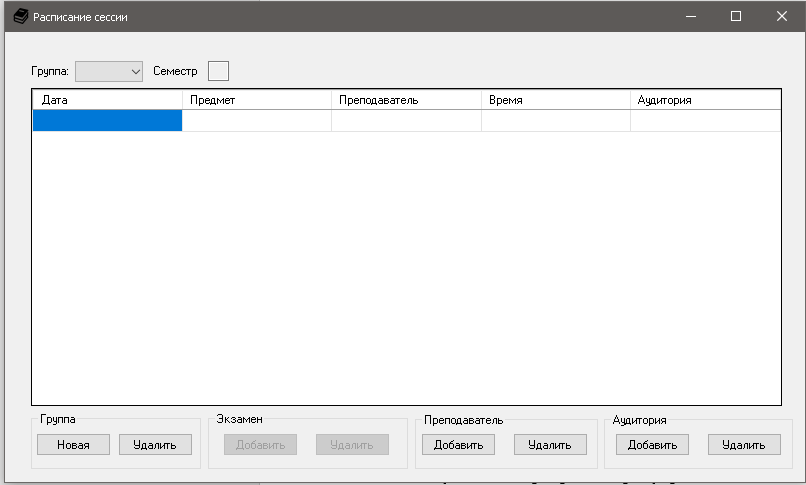 Расписание сессии
Группа: Семестр
Дата Предмет Преподаватель Время Аудитория
Группа Экзамен Преподаватель Аудитория
Новая Удалить Добавить Удалить Добавить Удалить Добавить Удалить